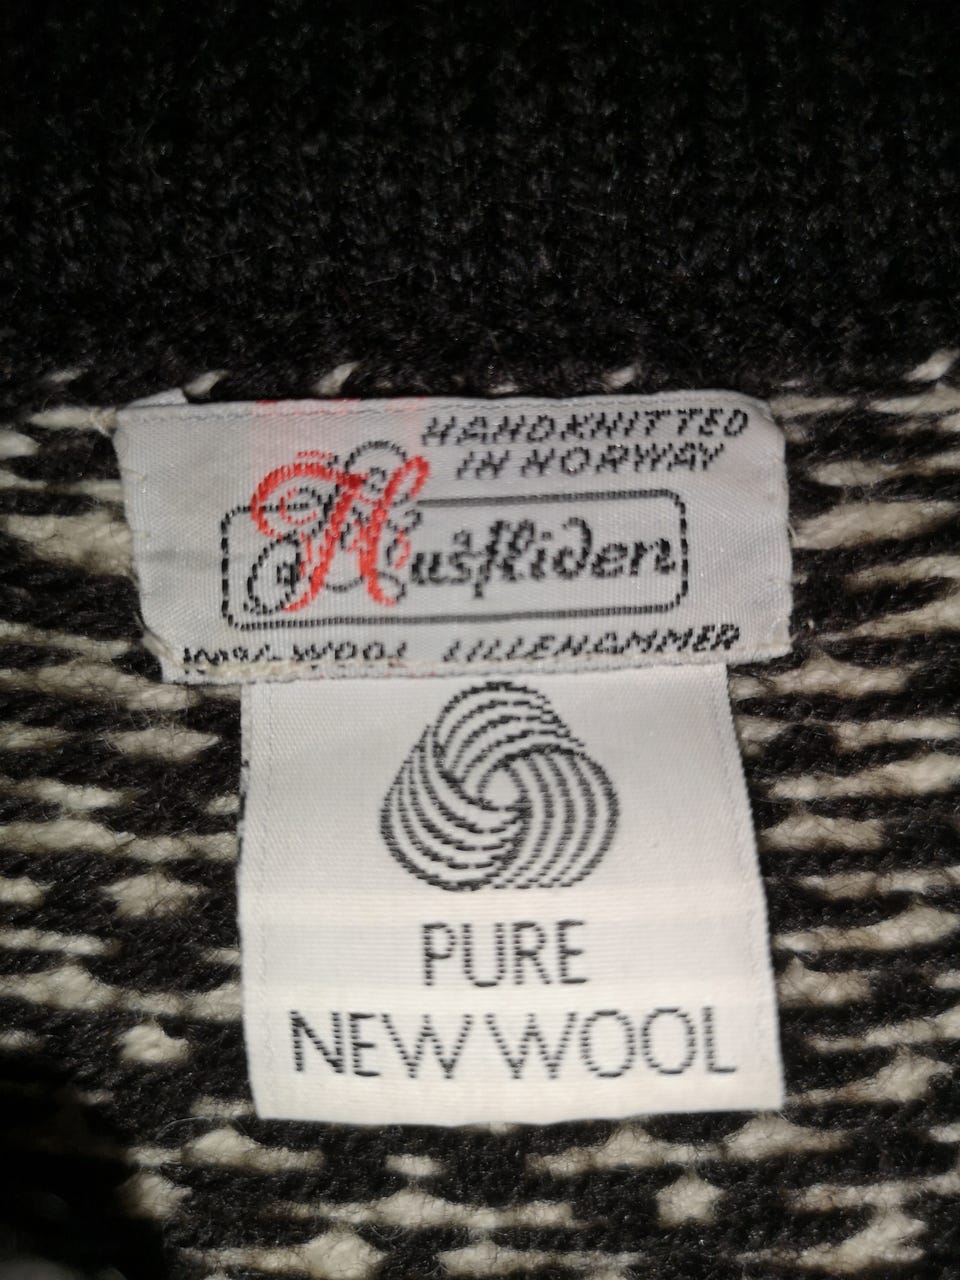 HANDKNITTED
IN NORWAY
Husfliden
100%-WOOL LILLEHAMMER
PURE
NEW WOOL